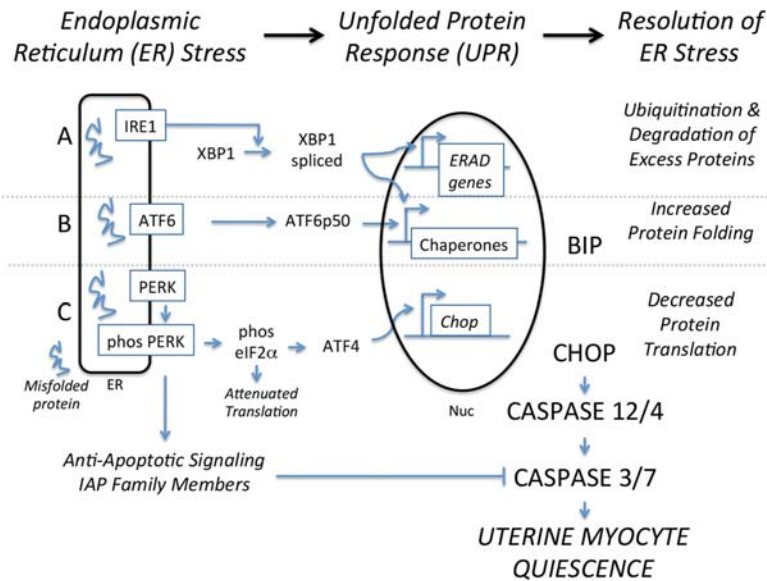 Endoplasmic
Reticulum (ER) Stress
Unfolded Protein
Response (UPR)
Resolution of
ER Stress
A
IRE1
XBP1
XBP1
spliced
ERAD
genes
Ubiquitination &
Degradation of
Excess Proteins
B
ATF6
ATF6p50
Chaperones
BIP
Increased
Protein Folding
C
PERK
phos PERK
phos
eIF2α
ATF4
Chop
Decreased
Protein
Translation
Misfolded
protein
ER
Attenuated
Translation
Nuc
CHOP
CASPASE 12/4
Anti-Apoptotic Signaling
IAP Family Members
CASPASE 3/7
UTERINE MYOCYTE
QUIESCENCE